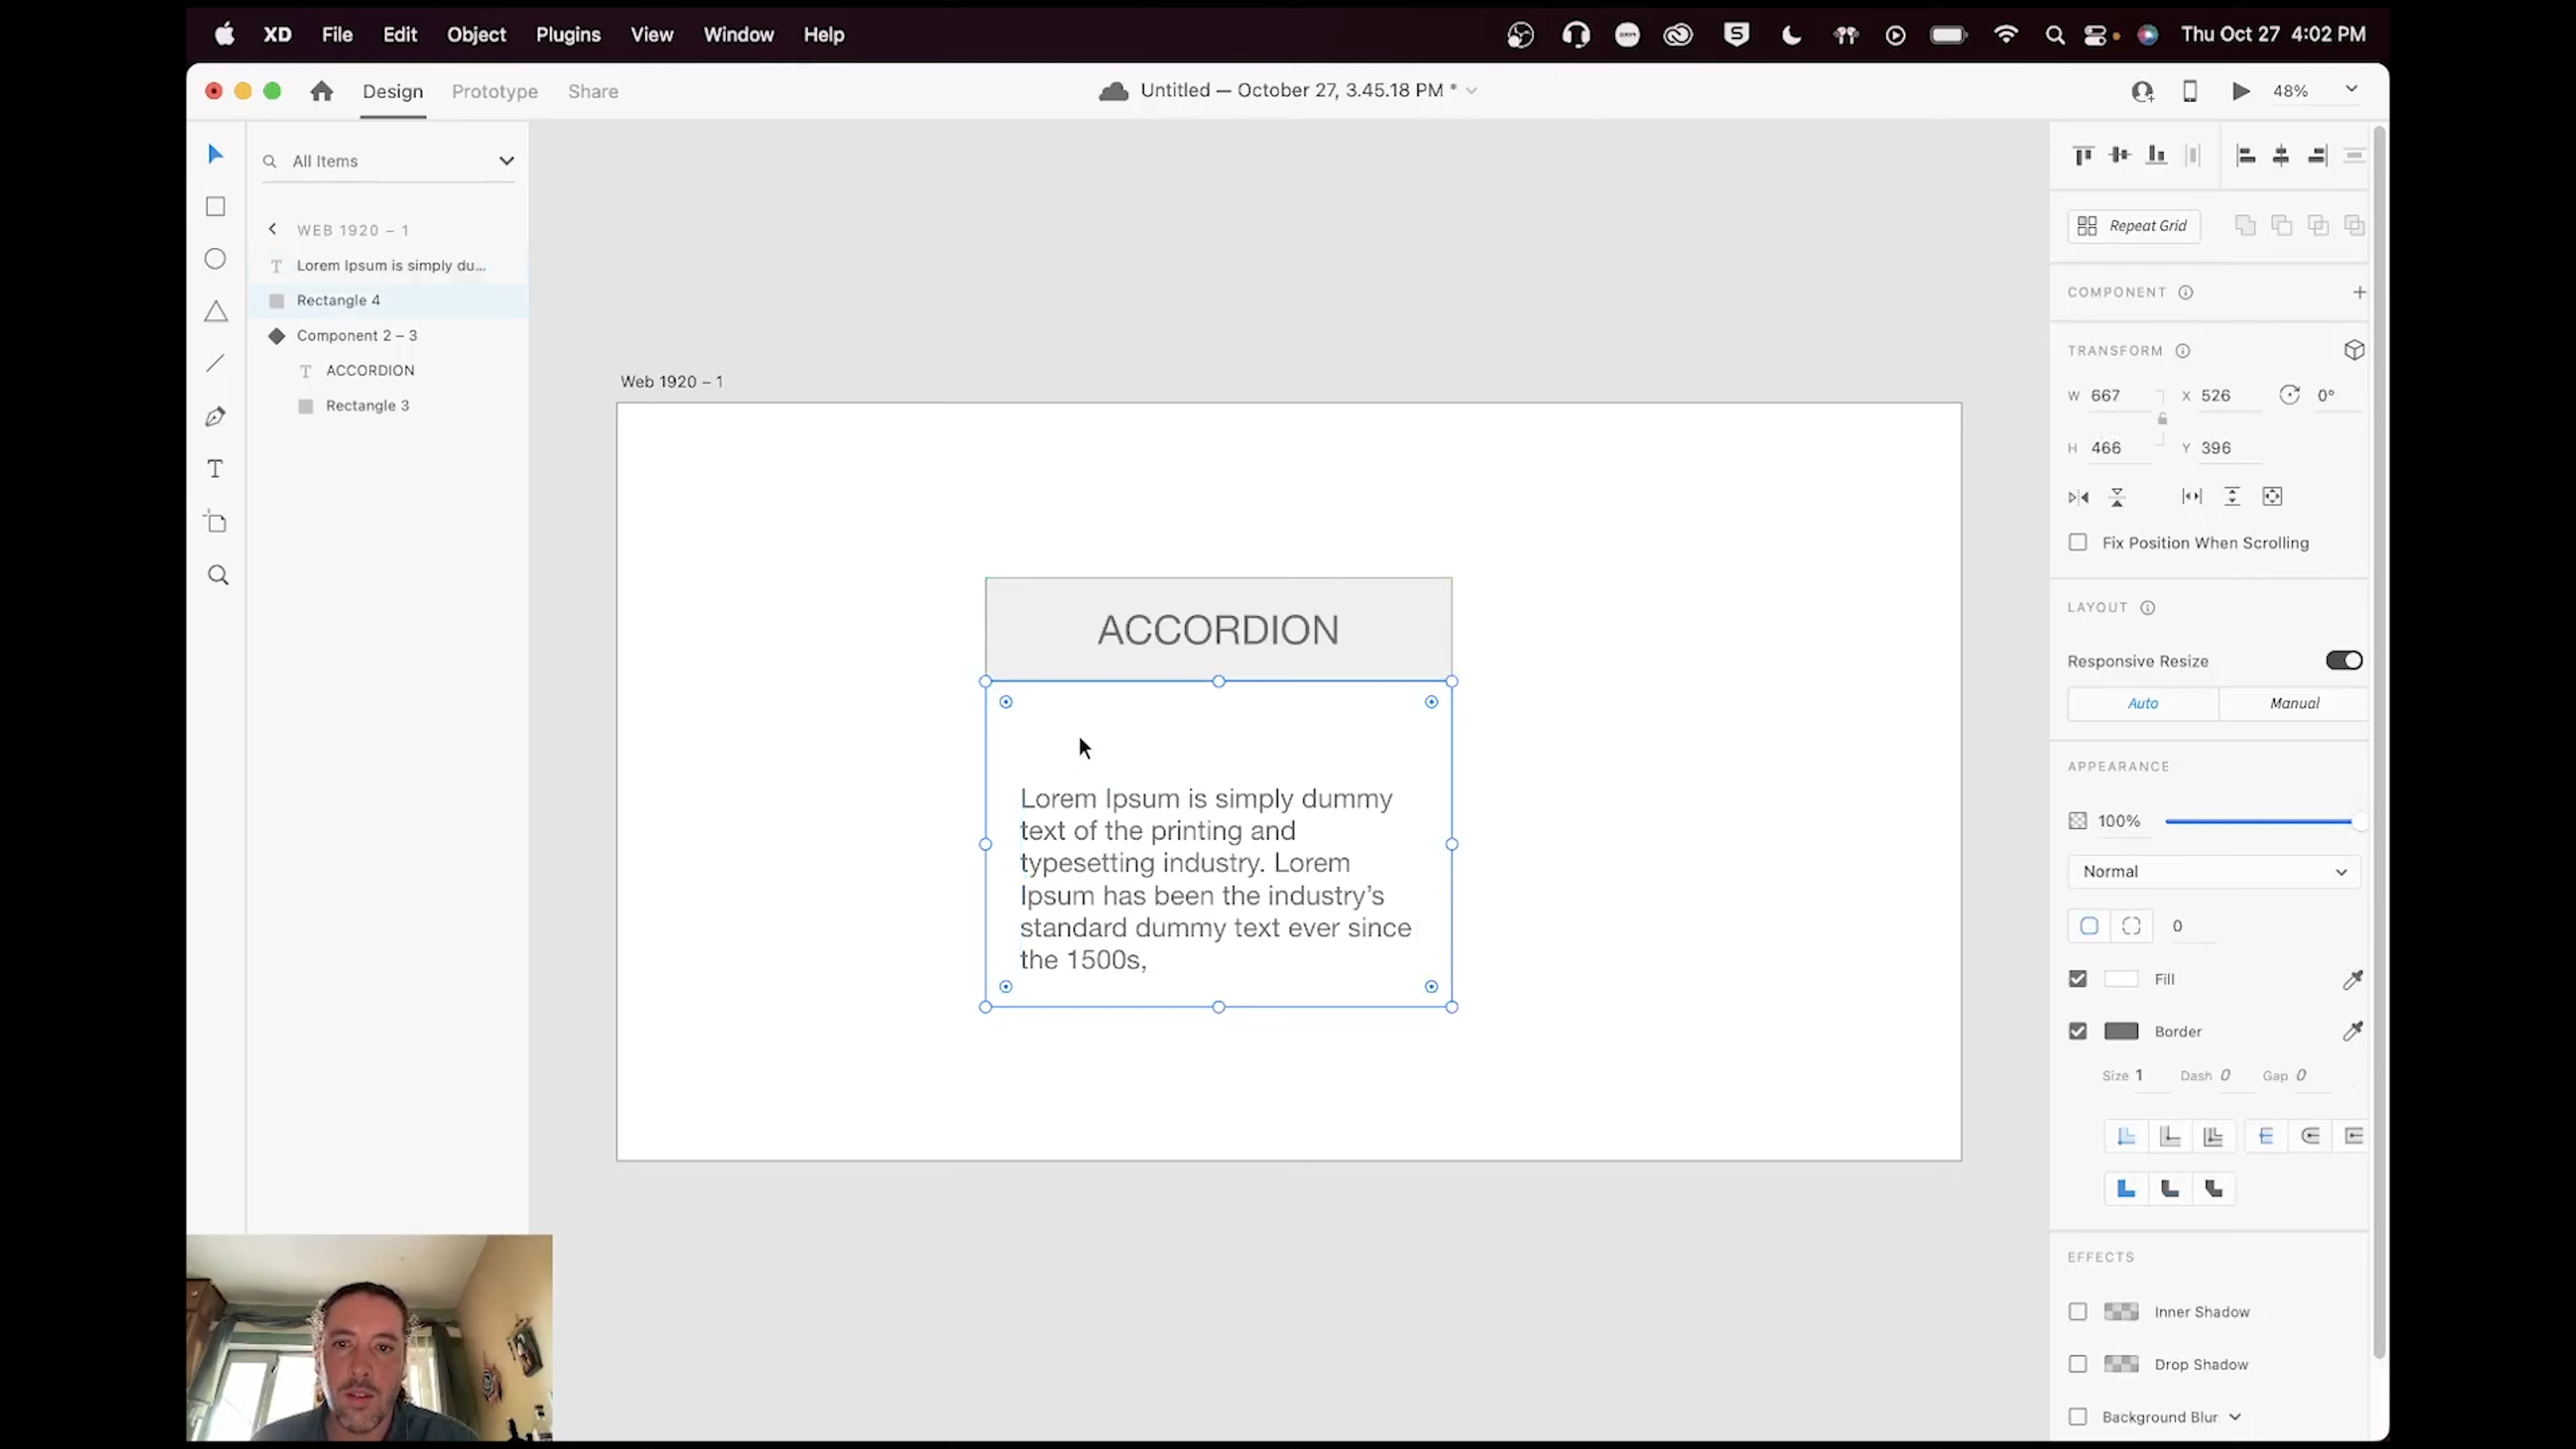 XD File Edit Object Plugins View Window Help
Thu Oct 27 4:02 PM
Design Prototype Share
Untitled — October 27, 3.45.18 PM *
48%
All Items
WEB 1920 – 1
Lorem Ipsum is simply du...
Rectangle 4
Component 2 – 3
ACCORDION
Rectangle 3
Web 1920 – 1
ACCORDION
Lorem Ipsum is simply dummy
text of the printing and
typesetting industry. Lorem
Ipsum has been the industry’s
standard dummy text ever since
the 1500s,
Repeat Grid
COMPONENT
TRANSFORM
W 667 X 526 0°
H 466 Y 396
Fix Position When Scrolling
LAYOUT
Responsive Resize
Auto Manual
APPEARANCE
100%
Normal
0
Fill
Border
Size 1 Dash 0 Gap 0
EFFECTS
Inner Shadow
Drop Shadow
Background Blur